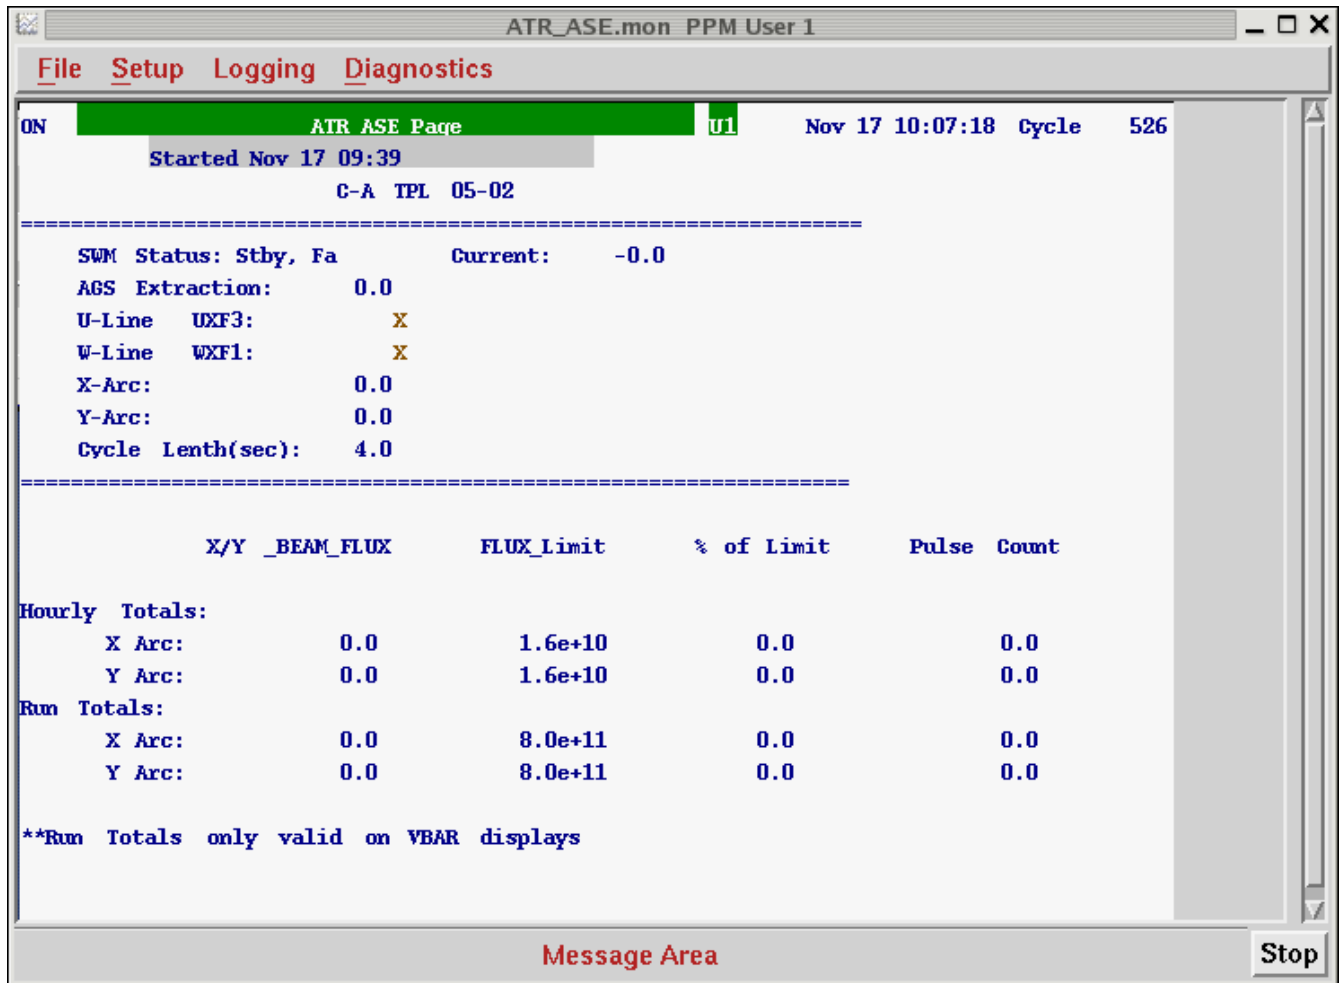 ATR_ASE.mon PPM User 1
File Setup Logging Diagnostics
ON ATR ASE Page U1 Nov 17 10:07:18 Cycle 526
Started Nov 17 09:39
C-A TPL 05-02
===================================================================
SWM Status: Stby, Fa Current: -0.0
AGS Extraction: 0.0
U-Line UXF3: X
W-Line WXF1: X
X-Arc: 0.0
Y-Arc: 0.0
Cycle Lenth(sec): 4.0
==================================================================
X/Y _BEAM_FLUX FLUX_Limit % of Limit Pulse Count
Hourly Totals:
X Arc: 0.0 1.6e+10 0.0 0.0
Y Arc: 0.0 1.6e+10 0.0 0.0
Run Totals:
X Arc: 0.0 8.0e+11 0.0 0.0
Y Arc: 0.0 8.0e+11 0.0 0.0
**Run Totals only valid on VBAR displays
Message Area
Stop